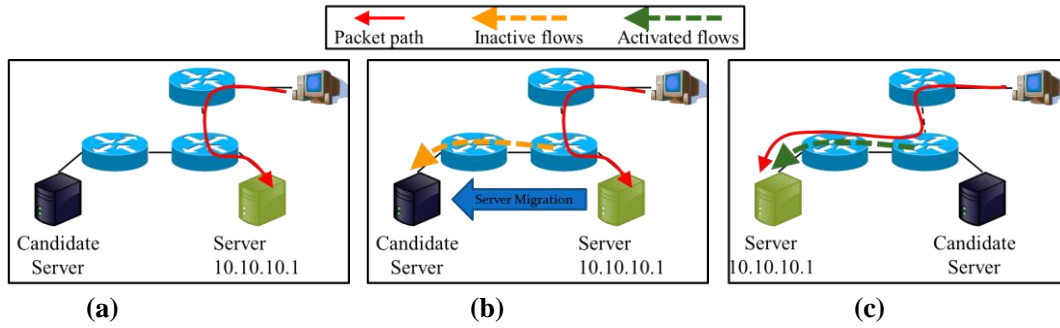 Packet path Inactive flows Activated flows
Candidate Server
Server 10.10.10.1
Server Migration
Candidate Server
Server 10.10.10.1
Server Candidate
10.10.10.1 Server
(a) (b) (c)